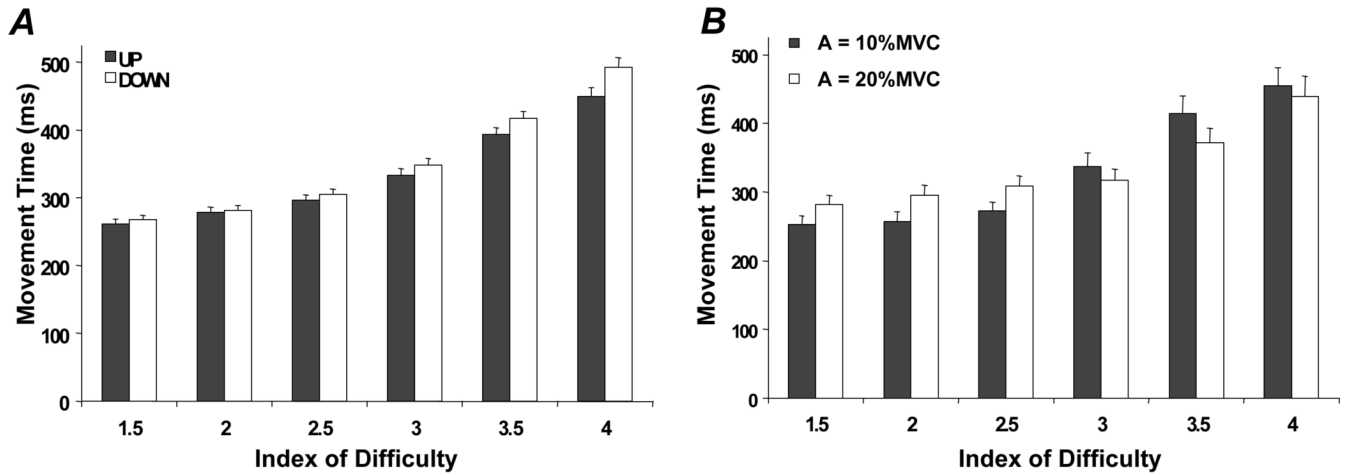 A
UP
DOWN
Movement Time (ms)
500
400
300
200
100
0
1.5 2 2.5 3 3.5 4
Index of Difficulty
B
A = 10%MVC
A = 20%MVC
Movement Time (ms)
500
400
300
200
100
0
1.5 2 2.5 3 3.5 4
Index of Difficulty